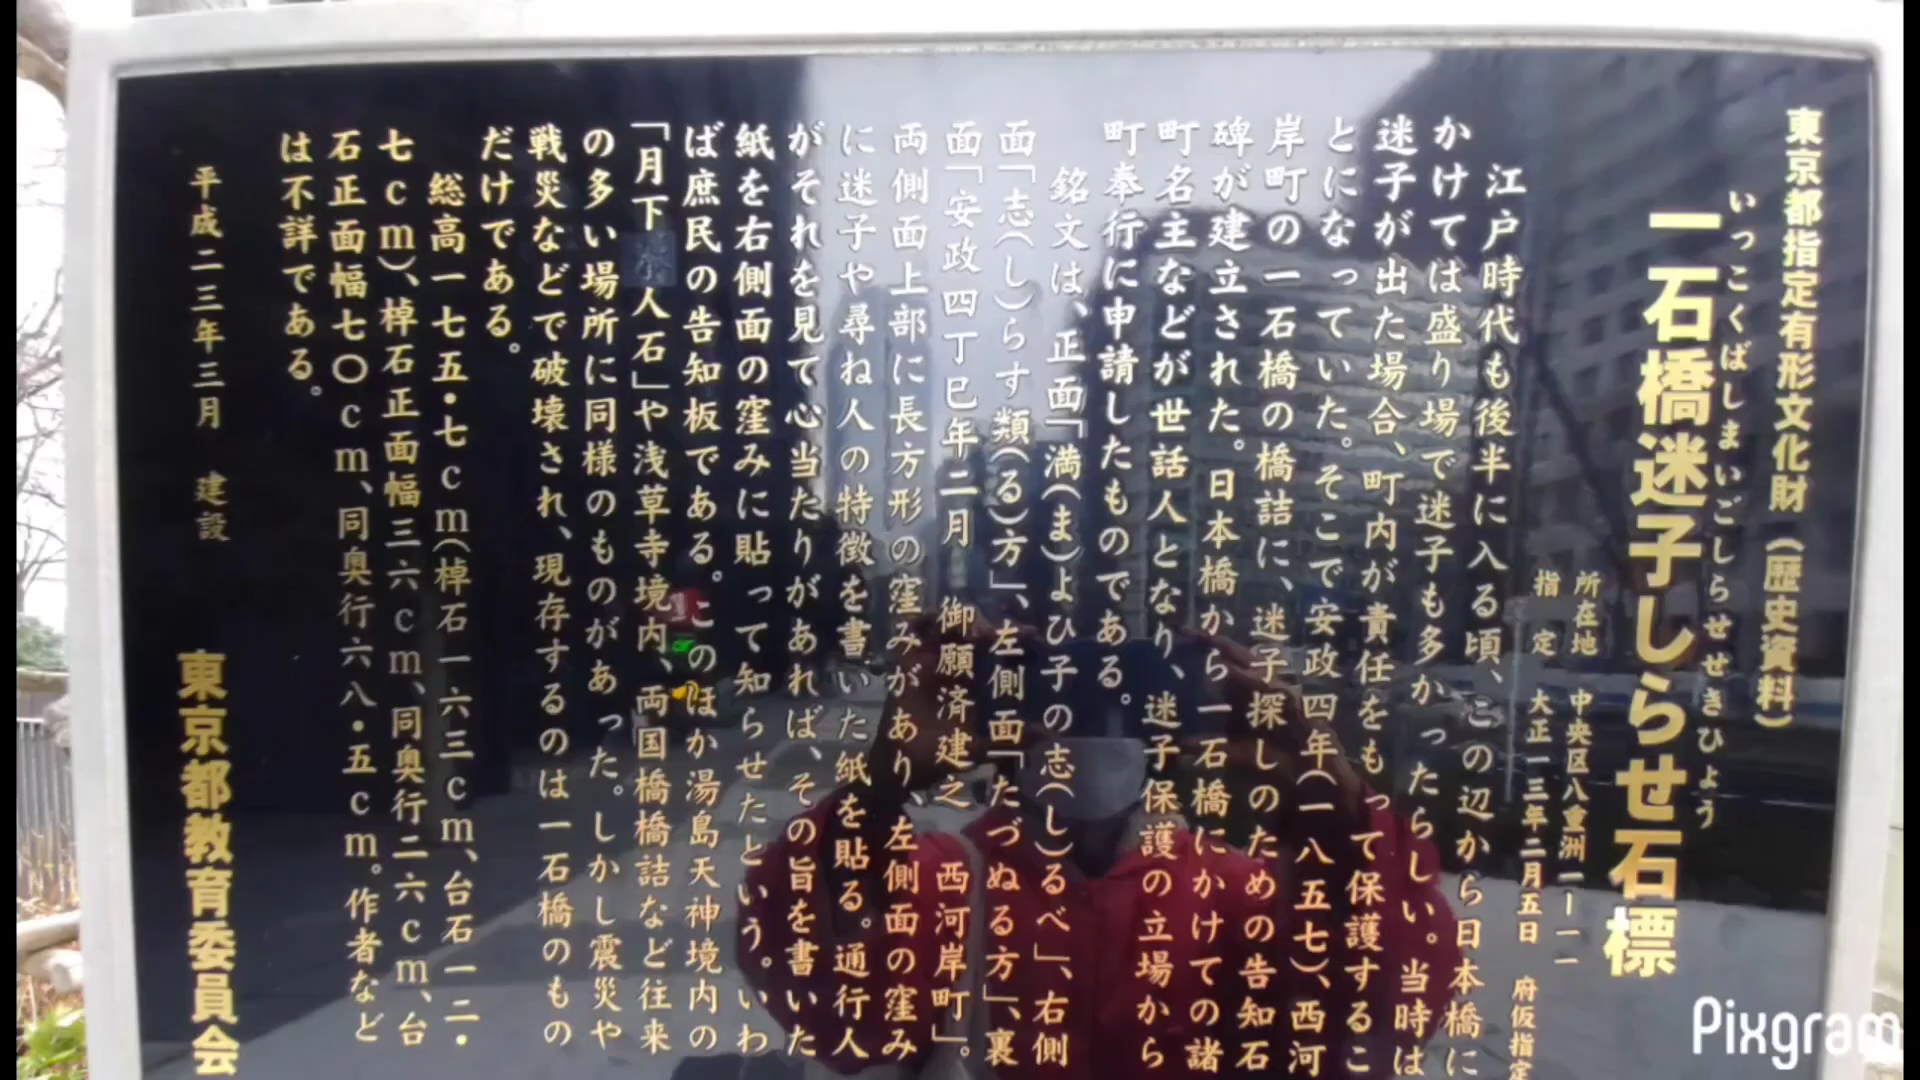 東京都指定有形文化財（歴史資料）
いっこくばしまいごしらせせきひょう
一石橋迷子しらせ石標
所在地 中央区八重洲一ー一一
指定 大正一三年二月五日 府仮指定
江戸時代も後半に入る頃、この辺から日本橋に
かけては盛り場で迷子も多かったらしい。当時は
迷子が出た場合、町内が責任をもって保護するこ
とになっていた。そこで安政四年（一八五七）、西河
岸町の一石橋の橋詰に、迷子探しのための告知石
碑が建立された。日本橋から一石橋にかけての諸
町名主などが世話人となり、迷子保護の立場から
町奉行に申請したものである。
銘文は、正面「満（ま）よひ子の志（し）るべ」、右側
面「志（し）らす類（る）方」、左側面「たづぬる方」、裏
面「安政四丁巳年二月 御願済建之 西河岸町」。
両側面上部に長方形の窪みがあり、左側面の窪み
に迷子や尋ね人の特徴を書いた紙を貼る。通行人
がそれを見て心当たりがあれば、その旨を書いた
紙を右側面の窪みに貼って知らせたという。いわ
ば庶民の告知板である。このほか湯島天神境内の
「月下氷人石」や浅草寺境内、両国橋橋詰など往来
の多い場所に同様のものがあった。しかし震災や
戦災などで破壊され、現存するのは一石橋のもの
だけである。
総高一七五・七cm（棹石一六三cm、台石一二・
七cm）、棹石正面幅三六cm、同奥行二六cm、台
石正面幅七〇cm、同奥行六八・五cm。作者など
は不詳である。
平成二三年三月 建設
東京都教育委員会
Pixgram